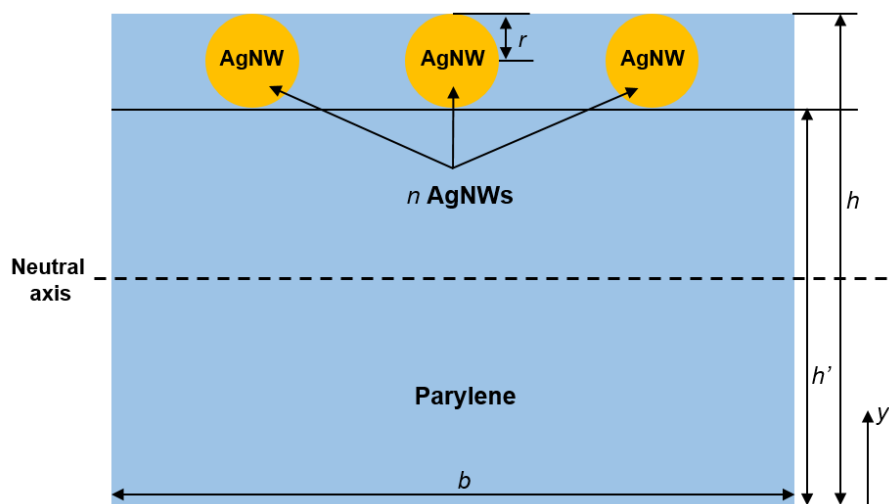 AgNW
AgNW
AgNW
r
n AgNWs
h
Neutral
axis
h’
Parylene
y
b